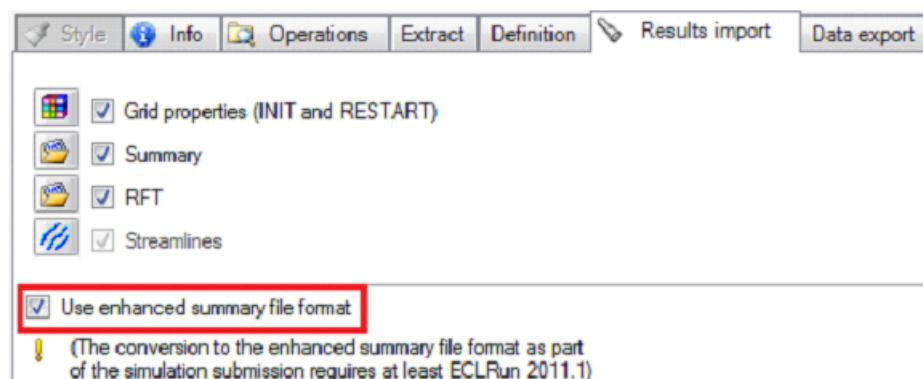 Style Info Operations Extract Definition Results import Data export
Grid properties (INIT and RESTART)
Summary
RFT
Streamlines
Use enhanced summary file format
(The conversion to the enhanced summary file format as part
of the simulation submission requires at least ECLRun 2011.1)